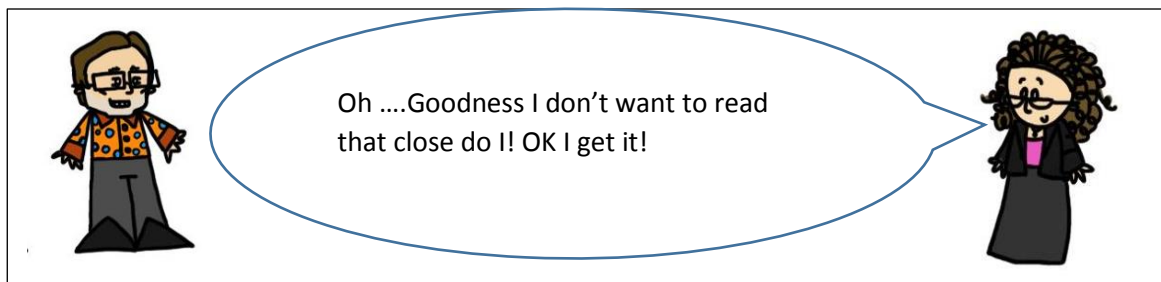 Oh ....Goodness I don’t want to read
that close do I! OK I get it!